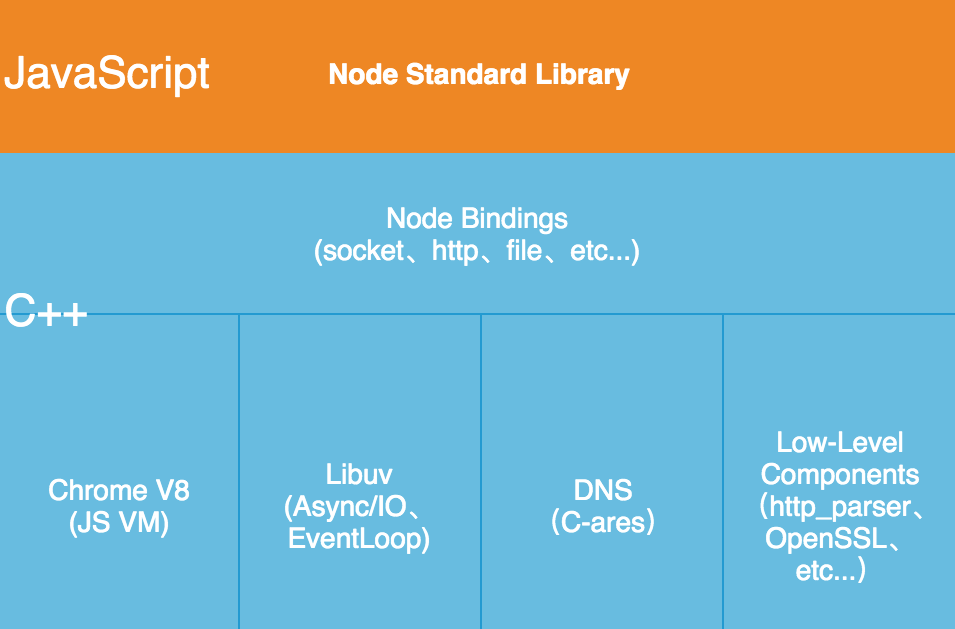 JavaScript
Node Standard Library
Node Bindings
(socket、http、file、etc...)
C++
Chrome V8
(JS VM)
Libuv
(Async/IO、
EventLoop)
DNS
（C-ares）
Low-Level
Components
（http_parser、
OpenSSL、
etc...）